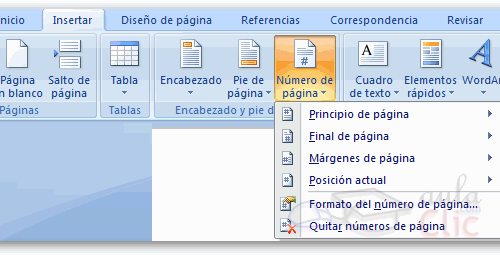 nicio Insertar Diseño de página Referencias Correspondencia Revisar
Página Salto de Tabla Encabezado Pie de Número de Cuadro Elementos WordAr
n blanco página página página de texto rápidos
Páginas Tablas Encabezado y pie d
Principio de página
Final de página
Márgenes de página
Posición actual
Formato del número de página...
Quitar números de página
aula
.com
Clic